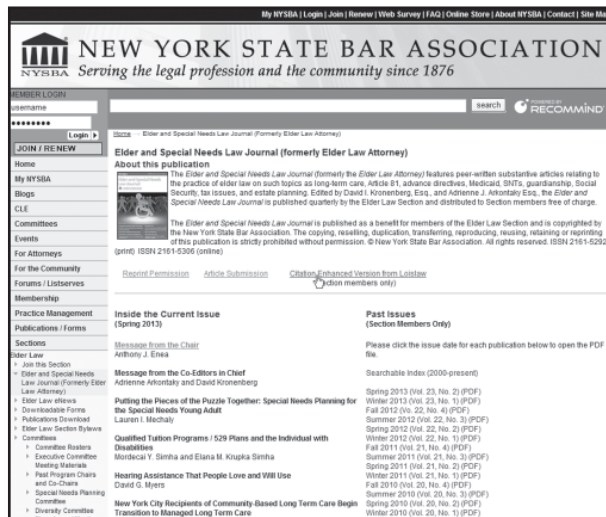 My NYSBA | Login | Join | Renew | Web Survey | FAQ | Online Store | About NYSBA | Contact | Site Ma
NYSBA
NEW YORK STATE BAR ASSOCIATION
Serving the legal profession and the community since 1876
MEMBER LOGIN
username
Login
JOIN / RENEW
search
POWERED BY
RECOMMIND
Home
My NYSBA
Blogs
CLE
Committees
Events
For Attorneys
For the Community
Forums / Listserves
Membership
Practice Management
Publications / Forms
Sections
Elder Law
Join this Section
Elder and Special Needs
Law Journal (Formerly Elder
Law Attorney)
Elder Law eNews
Downloadable Forms
Publications Download
Elder Law Section Bylaws
Committees
Committee Rosters
Executive Committee
Meeting Materials
Past Program Chairs
and Co-Chairs
Special Needs Planning
Committee
Diversity Committee
Home → Elder and Special Needs Law Journal (Formerly Elder Law Attorney)
Elder and Special Needs Law Journal (formerly Elder Law Attorney)
About this publication
The Elder and Special Needs Law Journal (formerly the Elder Law Attorney) features peer-written substantive articles relating to
the practice of elder law on such topics as long-term care, Article 81, advance directives, Medicaid, SNTs, guardianship, Social
Security, tax issues, and estate planning. Edited by David I. Kronenberg, Esq., and Adrienne J. Arkontaky Esq., the Elder and
Special Needs Law Journal is published quarterly by the Elder Law Section and distributed to Section members free of charge.
The Elder and Special Needs Law Journal is published as a benefit for members of the Elder Law Section and is copyrighted by
the New York State Bar Association. The copying, reselling, duplication, transferring, reproducing, reusing, retaining or reprinting
of this publication is strictly prohibited without permission. © New York State Bar Association. All rights reserved. ISSN 2161-5292
(print) ISSN 2161-5306 (online)
Reprint Permission Article Submission Citation Enhanced Version from Loislaw
ction members only)
Inside the Current Issue
(Spring 2013)
Message from the Chair
Anthony J. Enea
Message from the Co-Editors in Chief
Adrienne Arkontaky and David Kronenberg
Putting the Pieces of the Puzzle Together: Special Needs Planning for
the Special Needs Young Adult
Lauren I. Mechaly
Qualified Tuition Programs / 529 Plans and the Individual with
Disabilities
Mordecai Y. Simha and Elana M. Krupka Simha
Hearing Assistance That People Love and Will Use
David G. Myers
New York City Recipients of Community-Based Long Term Care Begin
Transition to Managed Long Term Care
Past Issues
(Section Members Only)
Please click the issue date for each publication below to open the PDF
file.
Searchable Index (2000-present)
Spring 2013 (Vol. 23, No. 2) (PDF)
Winter 2013 (Vol. 23, No. 1) (PDF)
Fall 2012 (Vo. 22, No. 4) (PDF)
Summer 2012 (Vol. 22, No. 3) (PDF)
Spring 2012 (Vol. 22, No. 2) (PDF)
Winter 2012 (Vol. 22, No. 1) (PDF)
Fall 2011 (Vol. 21, No. 4) (PDF)
Summer 2011 (Vol. 21, No. 3) (PDF)
Spring 2011 (Vol. 21, No. 2) (PDF)
Winter 2011 (Vol. 21, No. 1) (PDF)
Fall 2010 (Vol. 20, No. 4) (PDF)
Summer 2010 (Vol. 20, No. 3) (PDF)
Spring 2010 (Vol. 20, No. 2) (PDF)
Winter 2010 (Vol. 20, No. 1) (PDF)